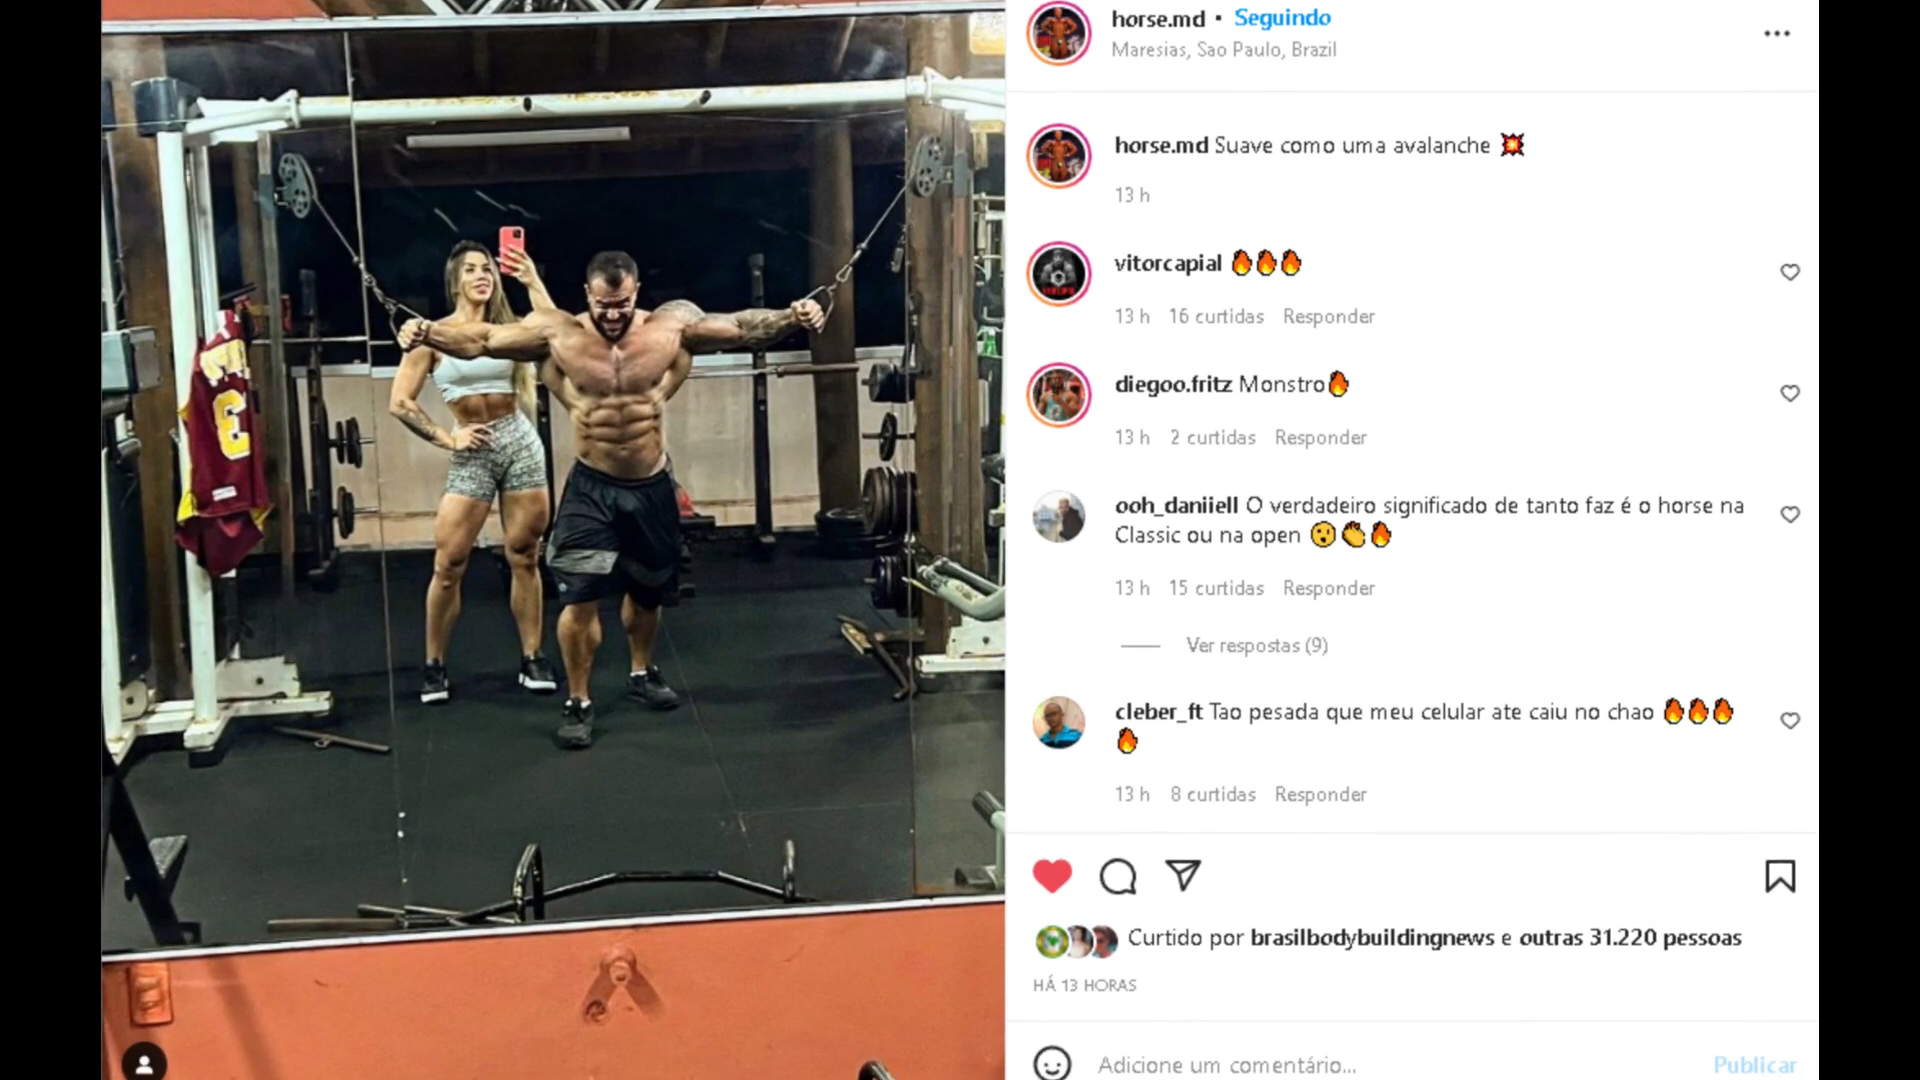 horse.md • Seguindo
Maresias, Sao Paulo, Brazil
horse.md Suave como uma avalanche 💥
13 h
vitorcapial 🔥🔥🔥
13 h 16 curtidas Responder
diegoo.fritz Monstro🔥
13 h 2 curtidas Responder
ooh_daniiell O verdadeiro significado de tanto faz é o horse na
Classic ou na open 😮👏🔥
13 h 15 curtidas Responder
Ver respostas (9)
cleber_ft Tao pesada que meu celular ate caiu no chao 🔥🔥🔥
🔥
13 h 8 curtidas Responder
Curtido por brasilbodybuildingnews e outras 31.220 pessoas
HÁ 13 HORAS
Adicione um comentário...
Publicar
3